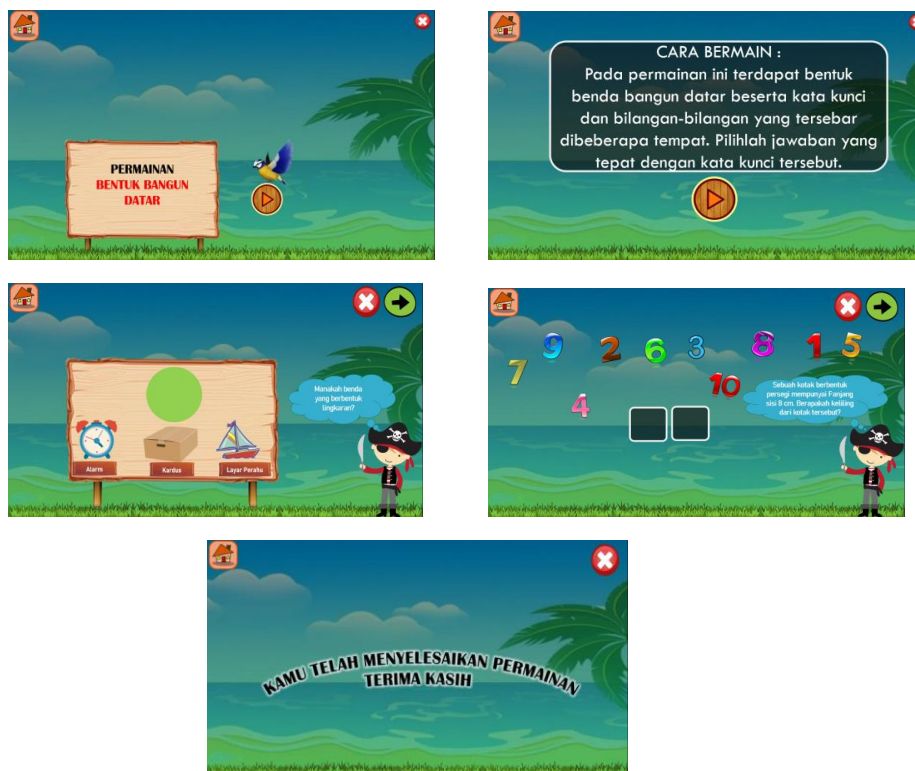 PERMAINAN
BENTUK BANGUN
DATAR
CARA BERMAIN :
Pada permainan ini terdapat bentuk
benda bangun datar beserta kata kunci
dan bilangan-bilangan yang tersebar
dibeberapa tempat. Pilihlah jawaban yang
tepat dengan kata kunci tersebut.
Manakah benda
yang berbentuk
lingkaran?
Alarm
Kardus
Layar Perahu
7 9 2 6 3 8 1 5
10
4
Sebuah kotak berbentuk
persegi mempunyai Panjang
sisi 8 cm. Berapakah keliling
dari kotak tersebut?
KAMU TELAH MENYELESAIKAN PERMAINAN
TERIMA KASIH